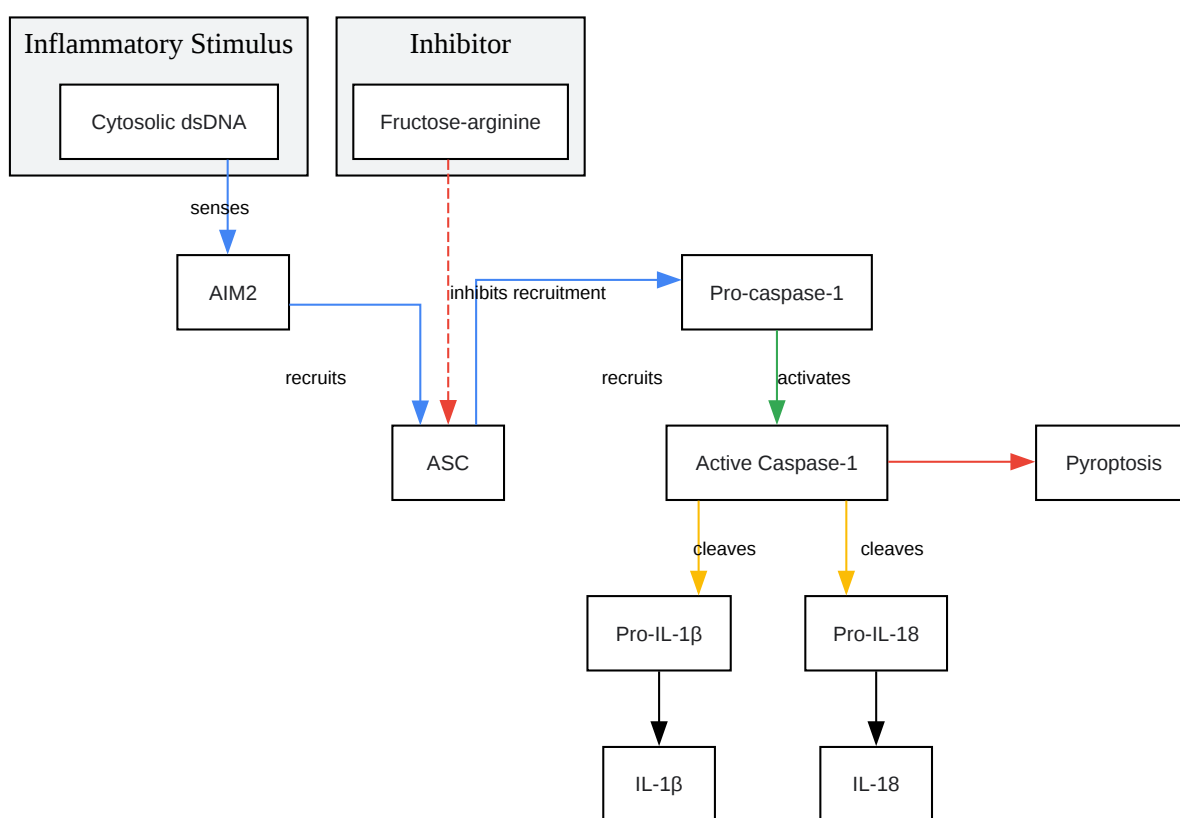 Inflammatory Stimulus
Inhibitor
Cytosolic dsDNA
Fructose-arginine
senses
AIM2
inhibits recruitment
Pro-caspase-1
recruits
recruits
activates
ASC
Active Caspase-1
Pyroptosis
cleaves
cleaves
Pro-IL-1β
Pro-IL-18
IL-1β
IL-18